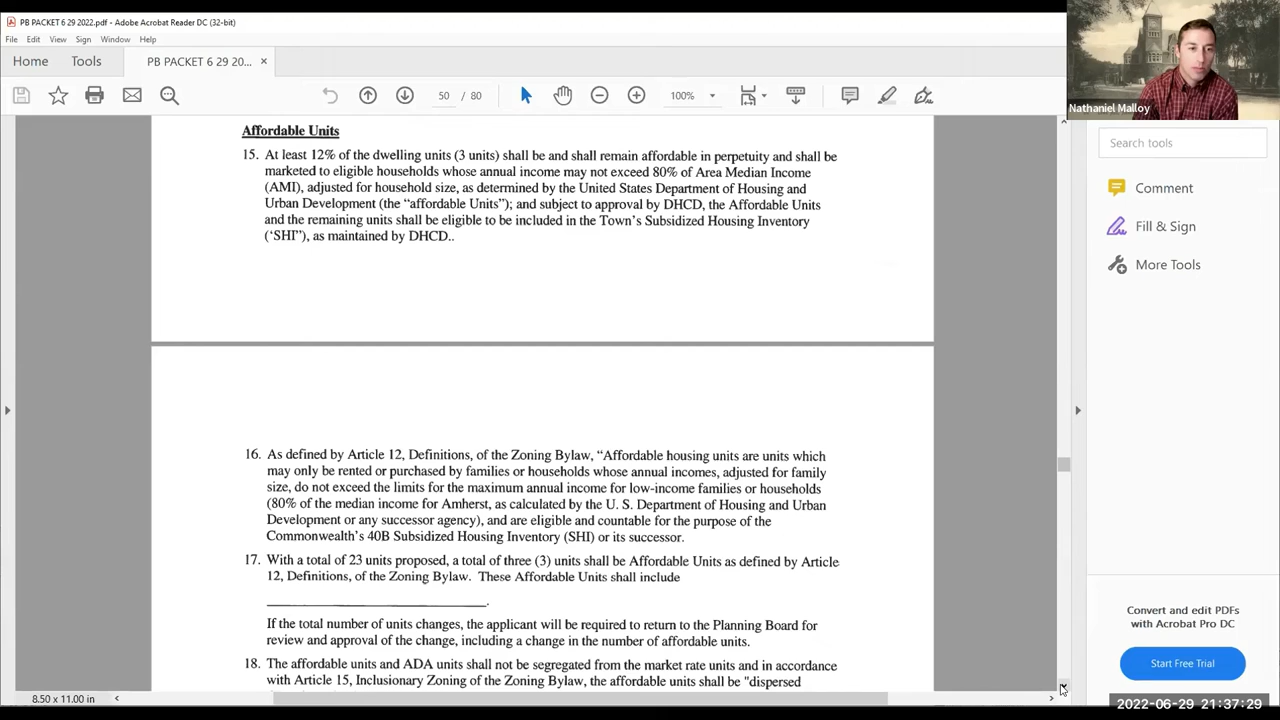 PB PACKET 6 29 2022.pdf - Adobe Acrobat Reader DC (32-bit)
File Edit View Sign Window Help
Home Tools PB PACKET 6 29 20... ×
50 / 80 100%
Nathaniel Malloy
Affordable Units
15. At least 12% of the dwelling units (3 units) shall be and shall remain affordable in perpetuity and shall be
marketed to eligible households whose annual income may not exceed 80% of Area Median Income
(AMI), adjusted for household size, as determined by the United States Department of Housing and
Urban Development (the “affordable Units”); and subject to approval by DHCD, the Affordable Units
and the remaining units shall be eligible to be included in the Town’s Subsidized Housing Inventory
(‘SHI”), as maintained by DHCD..
16. As defined by Article 12, Definitions, of the Zoning Bylaw, “Affordable housing units are units which
may only be rented or purchased by families or households whose annual incomes, adjusted for family
size, do not exceed the limits for the maximum annual income for low-income families or households
(80% of the median income for Amherst, as calculated by the U. S. Department of Housing and Urban
Development or any successor agency), and are eligible and countable for the purpose of the
Commonwealth’s 40B Subsidized Housing Inventory (SHI) or its successor.
17. With a total of 23 units proposed, a total of three (3) units shall be Affordable Units as defined by Article
12, Definitions, of the Zoning Bylaw. These Affordable Units shall include
______________________________.
If the total number of units changes, the applicant will be required to return to the Planning Board for
review and approval of the change, including a change in the number of affordable units.
18. The affordable units and ADA units shall not be segregated from the market rate units and in accordance
with Article 15, Inclusionary Zoning of the Zoning Bylaw, the affordable units shall be "dispersed
8.50 x 11.00 in
Search tools
Comment
Fill & Sign
More Tools
Convert and edit PDFs
with Acrobat Pro DC
Start Free Trial
2022-06-29 21:37:29